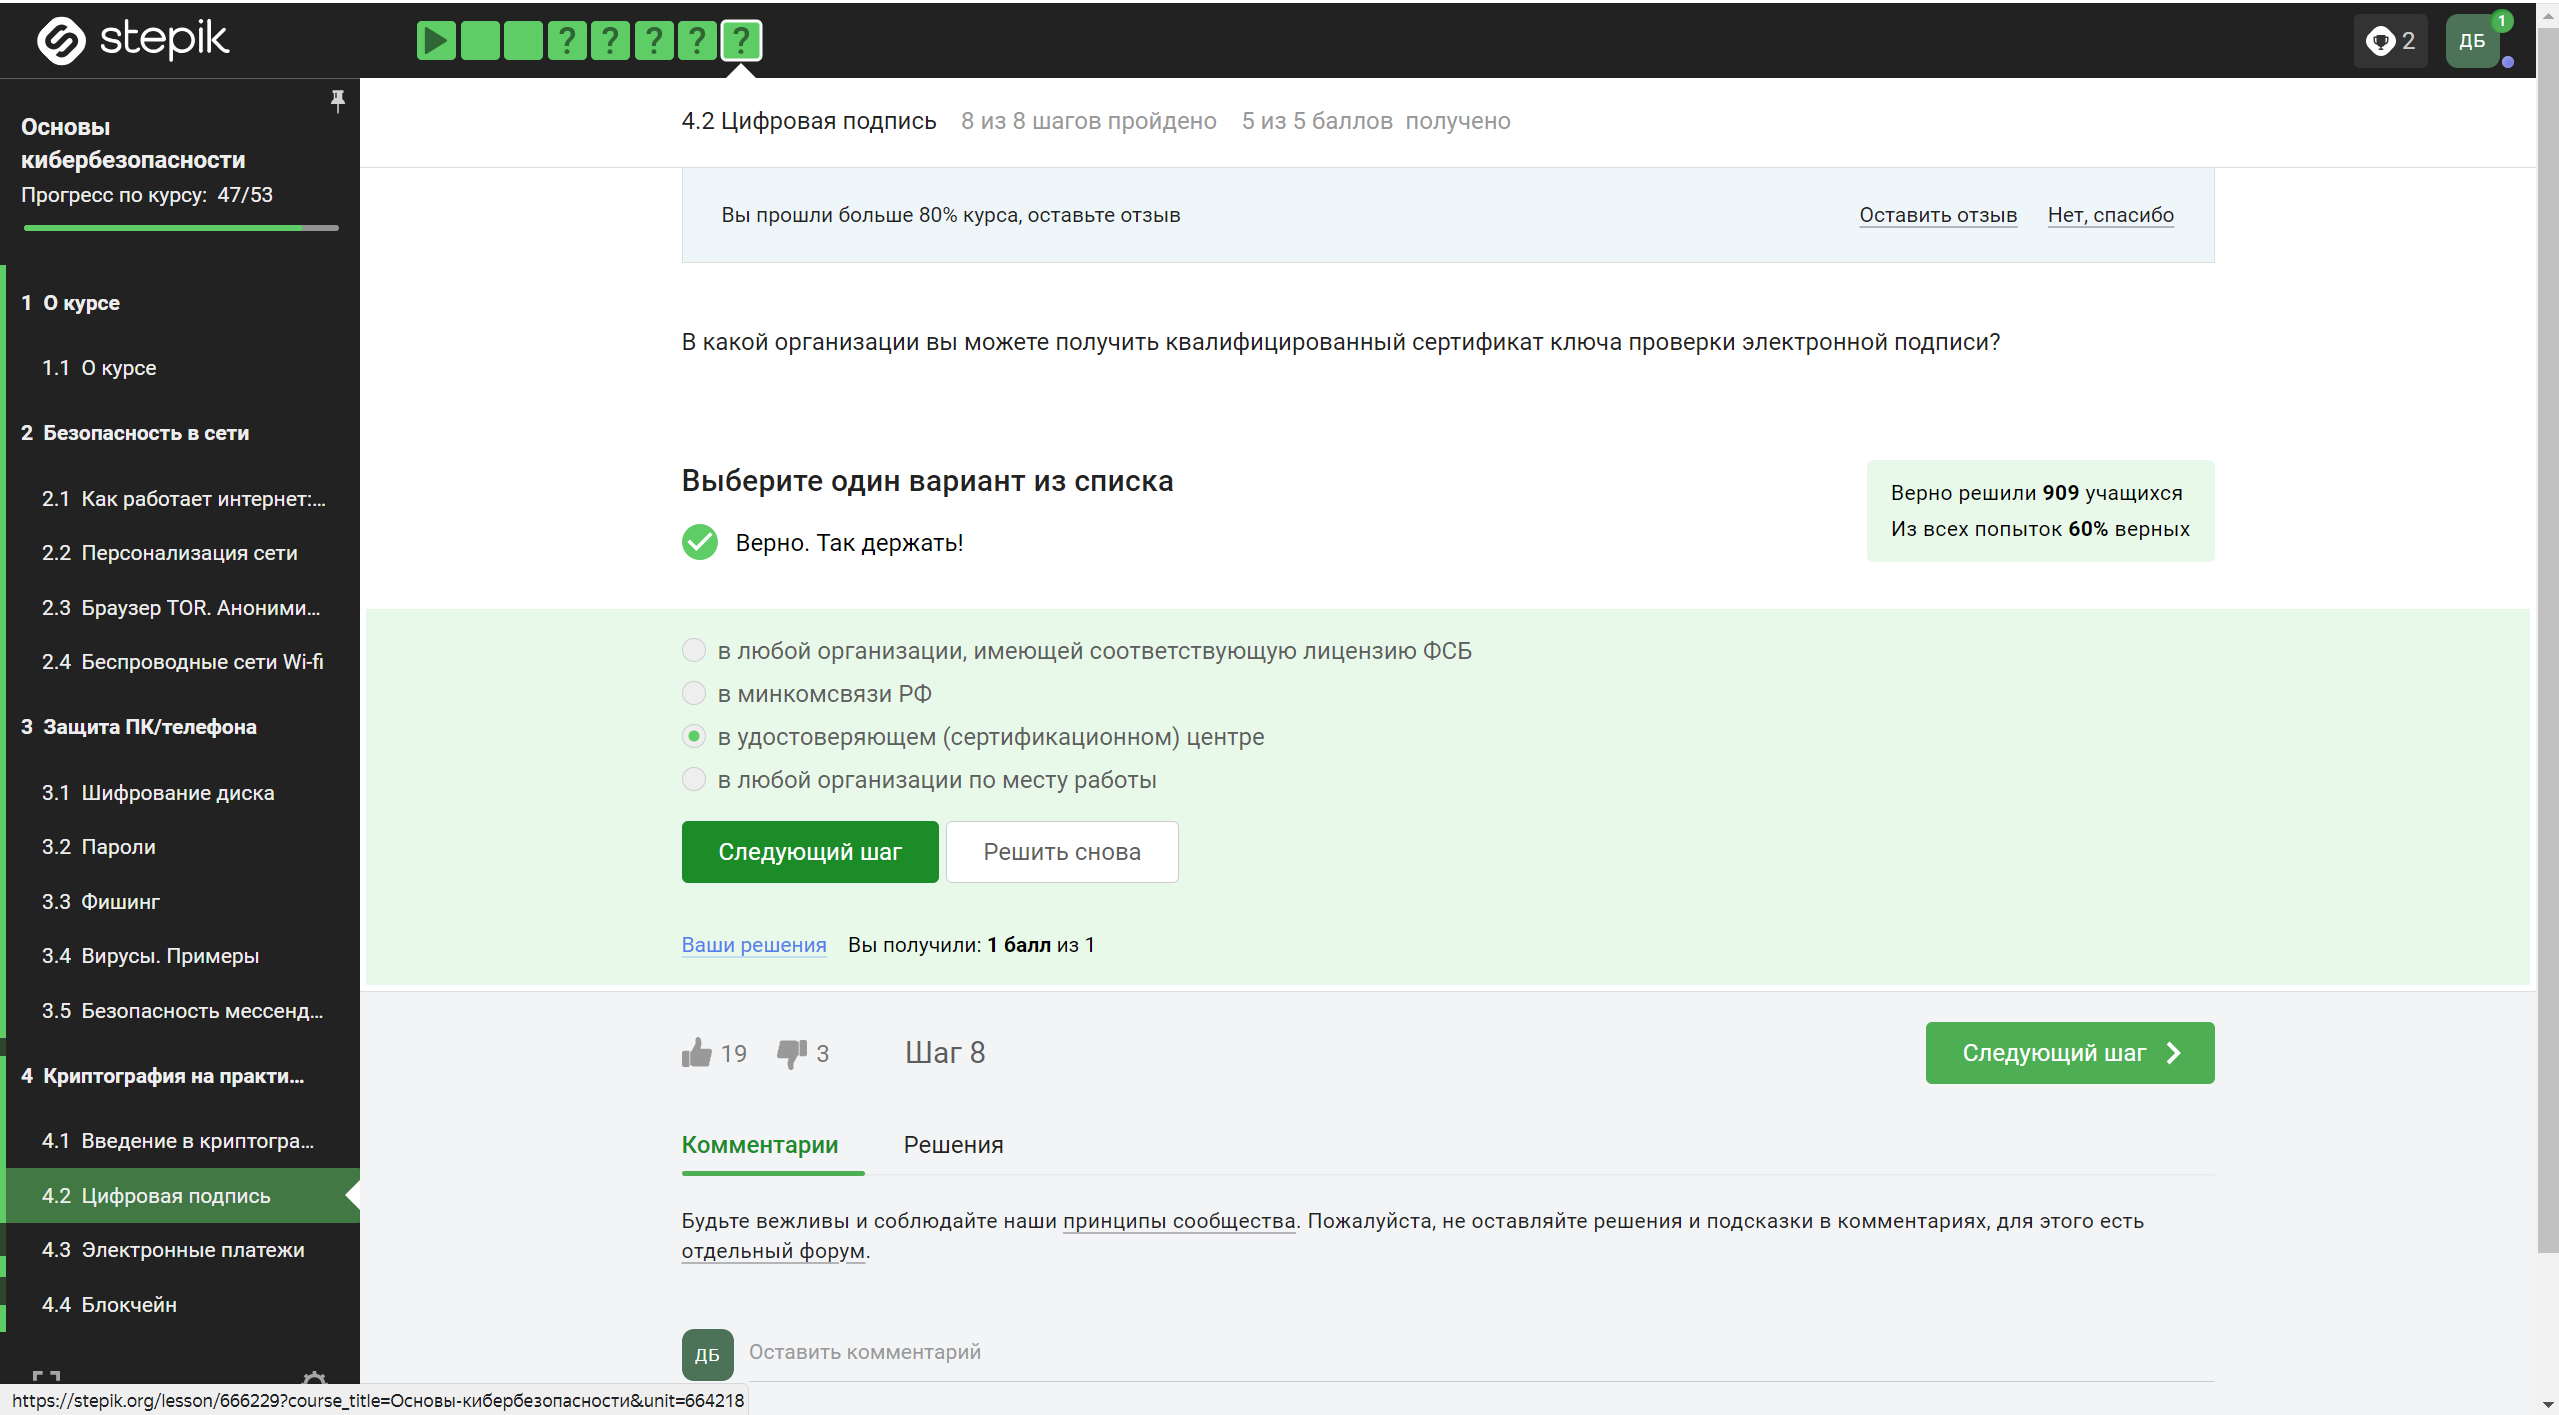 stepik
? ? ? ? ?
2
ДБ
1
Основы
кибербезопасности
Прогресс по курсу: 47/53
1 О курсе
1.1 О курсе
2 Безопасность в сети
2.1 Как работает интернет:...
2.2 Персонализация сети
2.3 Браузер TOR. Аноними...
2.4 Беспроводные сети Wi-fi
3 Защита ПК/телефона
3.1 Шифрование диска
3.2 Пароли
3.3 Фишинг
3.4 Вирусы. Примеры
3.5 Безопасность мессенд...
4 Криптография на практи...
4.1 Введение в криптогра...
4.2 Цифровая подпись
4.3 Электронные платежи
4.4 Блокчейн
4.2 Цифровая подпись 8 из 8 шагов пройдено 5 из 5 баллов получено
Вы прошли больше 80% курса, оставьте отзыв
Оставить отзыв Нет, спасибо
В какой организации вы можете получить квалифицированный сертификат ключа проверки электронной подписи?
Выберите один вариант из списка
Верно. Так держать!
Верно решили 909 учащихся
Из всех попыток 60% верных
в любой организации, имеющей соответствующую лицензию ФСБ
в минкомсвязи РФ
в удостоверяющем (сертификационном) центре
в любой организации по месту работы
Следующий шаг Решить снова
Ваши решения Вы получили: 1 балл из 1
19 3 Шаг 8
Следующий шаг
Комментарии Решения
Будьте вежливы и соблюдайте наши принципы сообщества. Пожалуйста, не оставляйте решения и подсказки в комментариях, для этого есть
отдельный форум.
ДБ Оставить комментарий
https://stepik.org/lesson/666229?course_title=Основы-кибербезопасности&unit=664218